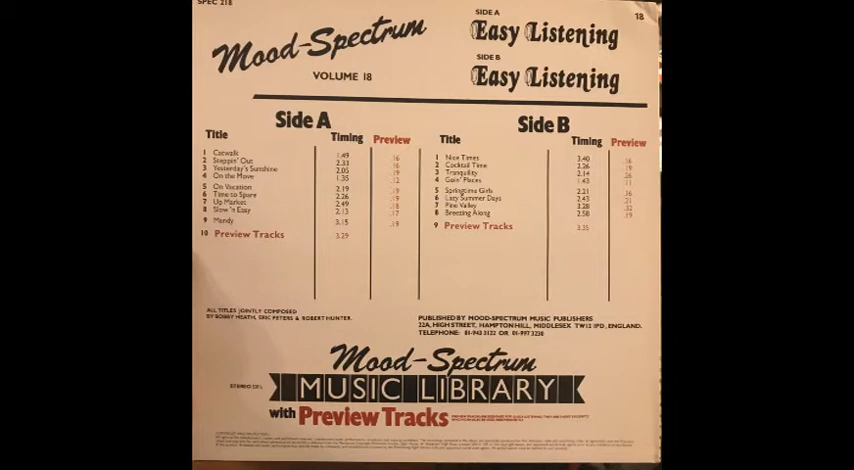 SPEC 218
18
Mood-Spectrum
VOLUME 18
SIDE A
Easy Listening
SIDE B
Easy Listening
Side A
Title Timing Preview
1 Catwalk 1.49 .16
2 Steppin' Out 2.33 .16
3 Yesterday's Sunshine 2.05 .19
4 On the Move 1.35 .12
5 On Vacation 2.19 .19
6 Time to Spare 2.26 .19
7 Up Market 2.49 .18
8 Slow 'n Easy 2.13 .17
9 Mandy 3.15 .19
10 Preview Tracks 3.29
Side B
Title Timing Preview
1 Nice Times 3.40 .16
2 Cocktail Time 2.26 .19
3 Tranquility 2.14 .26
4 Goin' Places 1.43 .11
5 Springtime Girls 2.21 .16
6 Lazy Summer Days 2.43 .21
7 Pine Valley 3.28 .32
8 Breezing Along 2.58 .19
9 Preview Tracks 3.35
ALL TITLES JOINTLY COMPOSED
BY BOBBY HEATH, ERIC PETERS & ROBERT HUNTER.
PUBLISHED BY MOOD-SPECTRUM MUSIC PUBLISHERS
22A, HIGH STREET, HAMPTON HILL, MIDDLESEX TW12 1PD, ENGLAND.
TELEPHONE: 01-943 3122 OR 01-997 3250
Mood-Spectrum
STEREO LP's
MUSIC LIBRARY
with Preview Tracks